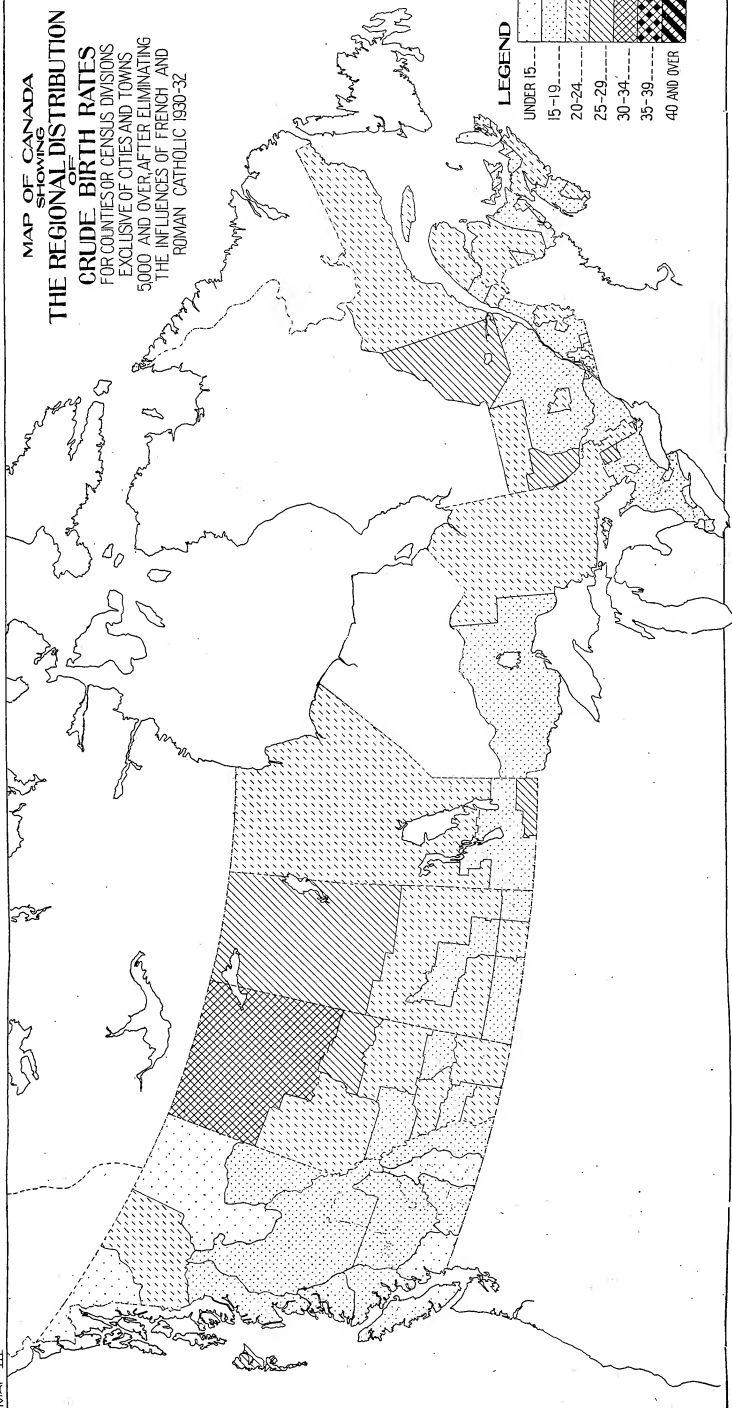 MAP III
MAP OF CANADA
SHOWING
THE REGIONAL DISTRIBUTION
OF
CRUDE BIRTH RATES
FOR COUNTIES OR CENSUS DIVISIONS
EXCLUSIVE OF CITIES AND TOWNS
5,000 AND OVER, AFTER ELIMINATING
THE INFLUENCES OF FRENCH AND
ROMAN CATHOLIC 1930-32
LEGEND
UNDER 15
15-19
20-24
25-29
30-34
35-39
40 AND OVER